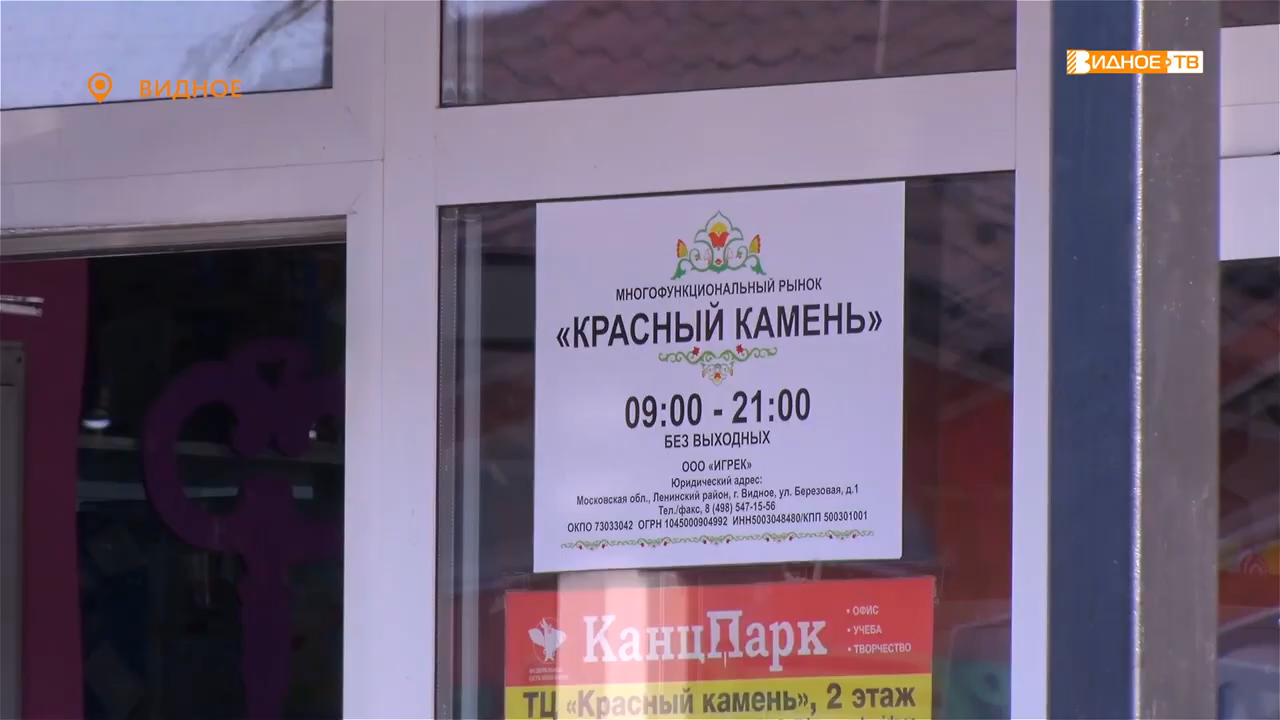 ВИДНОЕ
ВИДНОЕ ТВ
МНОГОФУНКЦИОНАЛЬНЫЙ РЫНОК
«КРАСНЫЙ КАМЕНЬ»
09:00 - 21:00
БЕЗ ВЫХОДНЫХ
ООО «ИГРЕК»
Юридический адрес:
Московская обл., Ленинский район, г. Видное, ул. Березовая, д.1
Тел./факс, 8 (498) 547-15-56
ОКПО 73033042 ОГРН 1045000904992 ИНН5003048480/КПП 500301001
КанцПарк
• ОФИС
• УЧЕБА
• ТВОРЧЕСТВО
ТЦ «Красный камень», 2 этаж